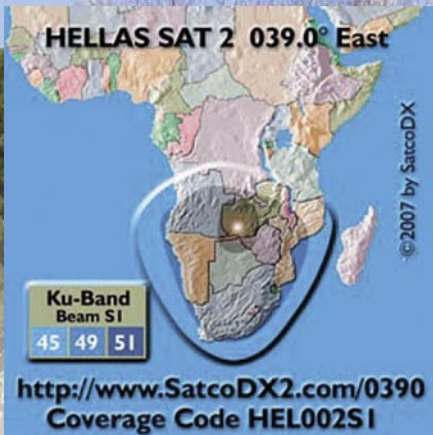 HELLAS SAT 2 039.0° East
©2007 by SatcoDX
Ku-Band
Beam S1
45 49 51
http://www.SatcoDX2.com/0390
Coverage Code HEL002S1